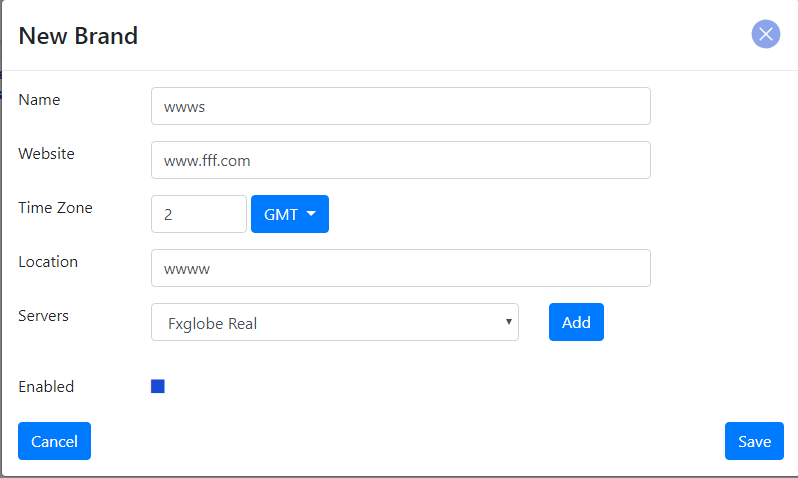 New Brand
Name
wwws
Website
www.fff.com
Time Zone
2
GMT
Location
wwww
Servers
Fxglobe Real
Add
Enabled
Cancel
Save